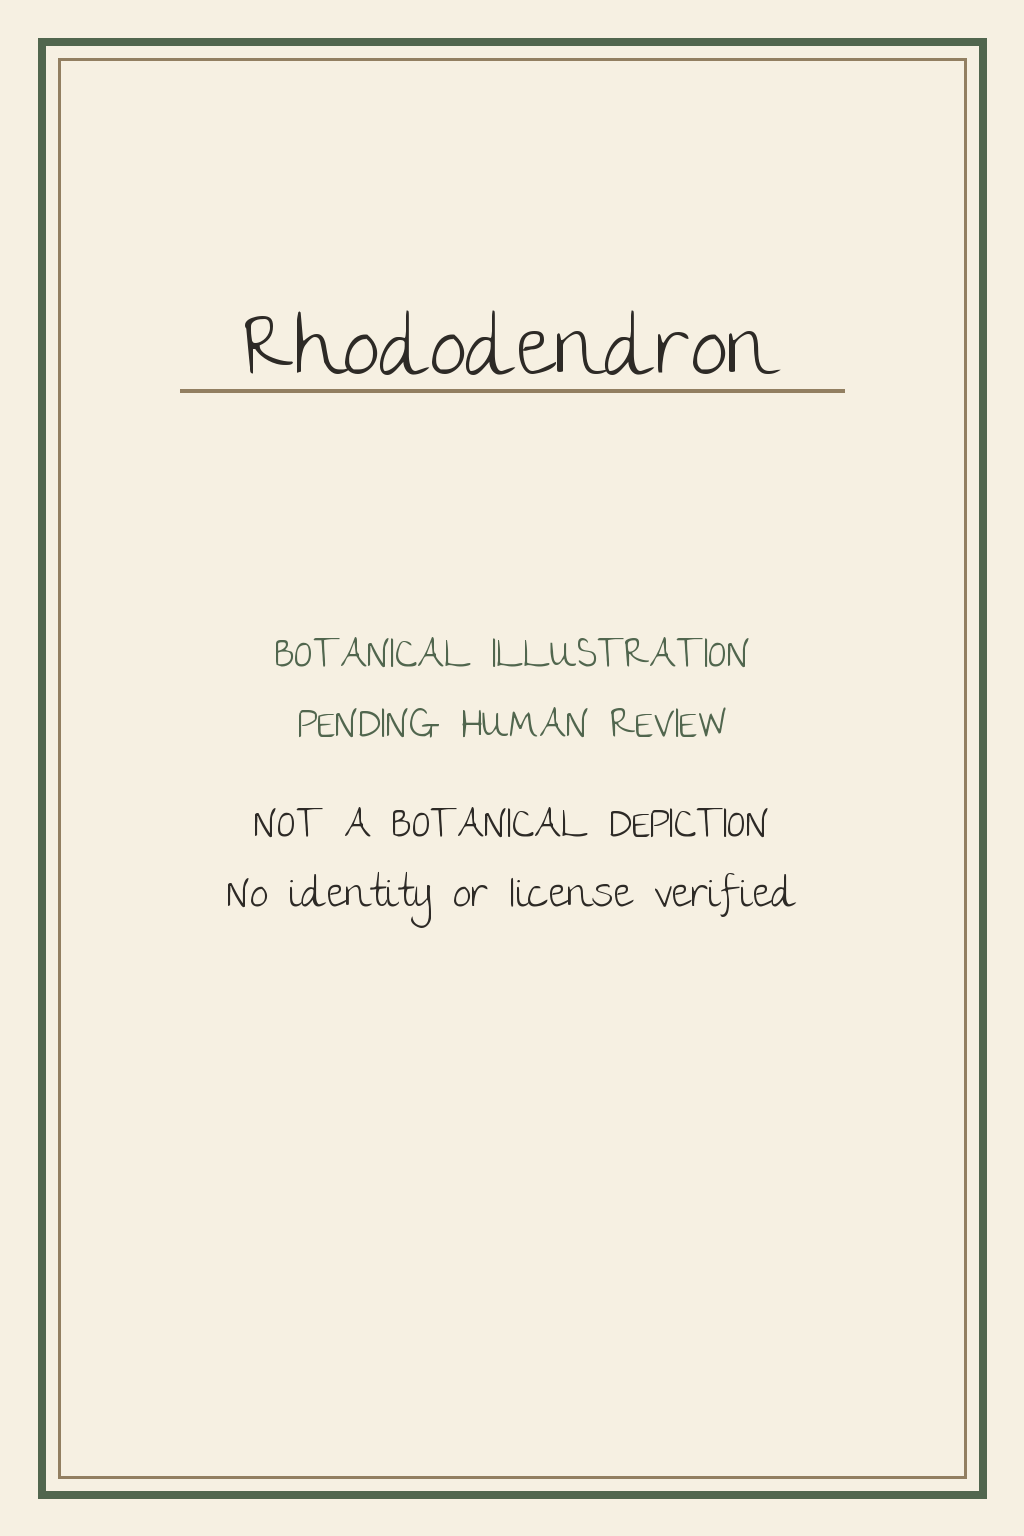 Rhododendron
BOTANICAL ILLUSTRATION
PENDING HUMAN REVIEW
NOT A BOTANICAL DEPICTION
No identity or license verified